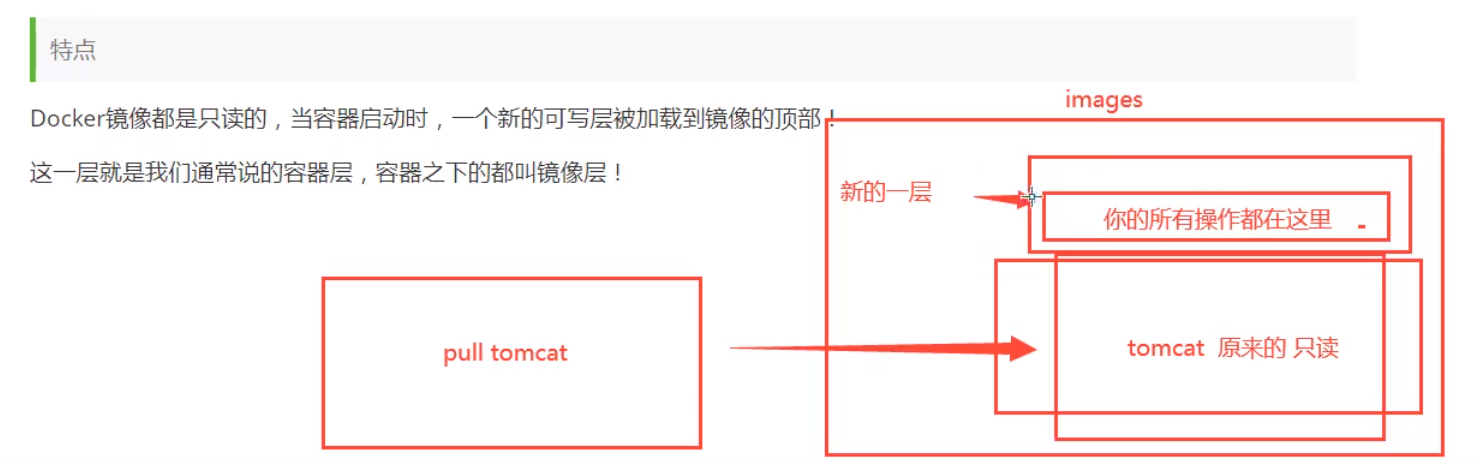 特点
Docker镜像都是只读的，当容器启动时，一个新的可写层被加载到镜像的顶部！
这一层就是我们通常说的容器层，容器之下的都叫镜像层！
images
新的一层
你的所有操作都在这里
pull tomcat
tomcat 原来的 只读